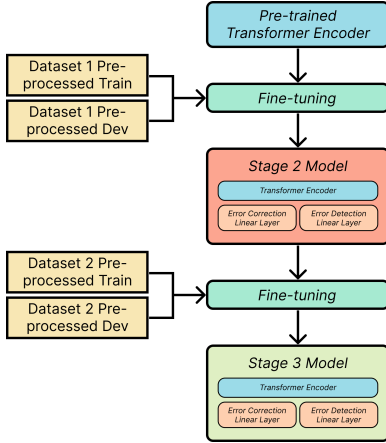 Pre-trained
Transformer Encoder
Dataset 1 Pre-
processed Train
Dataset 1 Pre-
processed Dev
Fine-tuning
Stage 2 Model
Transformer Encoder
Error Correction
Linear Layer
Error Detection
Linear Layer
Dataset 2 Pre-
processed Train
Dataset 2 Pre-
processed Dev
Fine-tuning
Stage 3 Model
Transformer Encoder
Error Correction
Linear Layer
Error Detection
Linear Layer